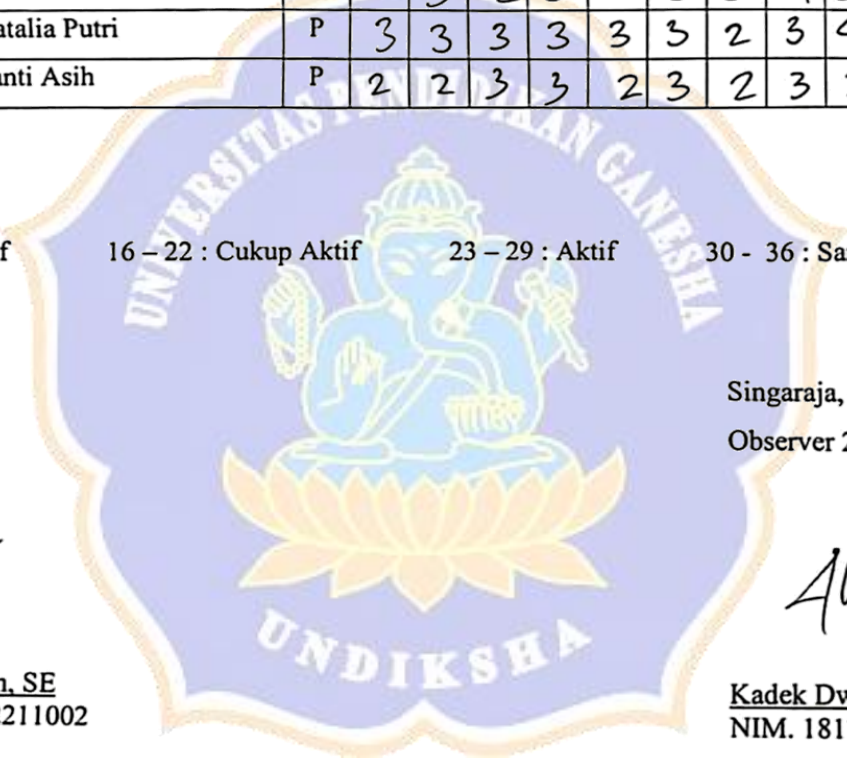 atalia Putri P 3 3 3 3 3 3 2 3
nti Asih P 2 2 3 3 2 3 2 3
UNIVERSITAS PENDIDIKAN GANESHA
f 16 – 22 : Cukup Aktif 23 – 29 : Aktif 30 - 36 : Sa
Singaraja,
Observer 2
UNDIKSHA
n, SE Kadek Dw
2211002 NIM. 181